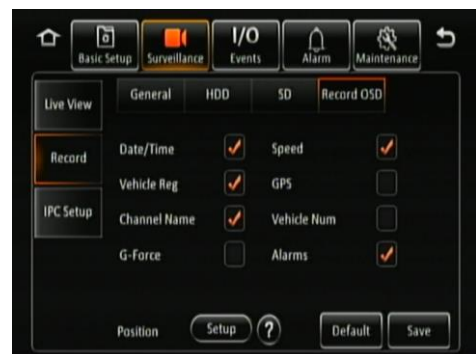 Basic Setup
Surveillance
I/O
Events
Alarm
Maintenance
Live View
Record
IPC Setup
General HDD SD Record OSD
Date/Time Speed
Vehicle Reg GPS
Channel Name Vehicle Num
G-Force Alarms
Position Setup ? Default Save